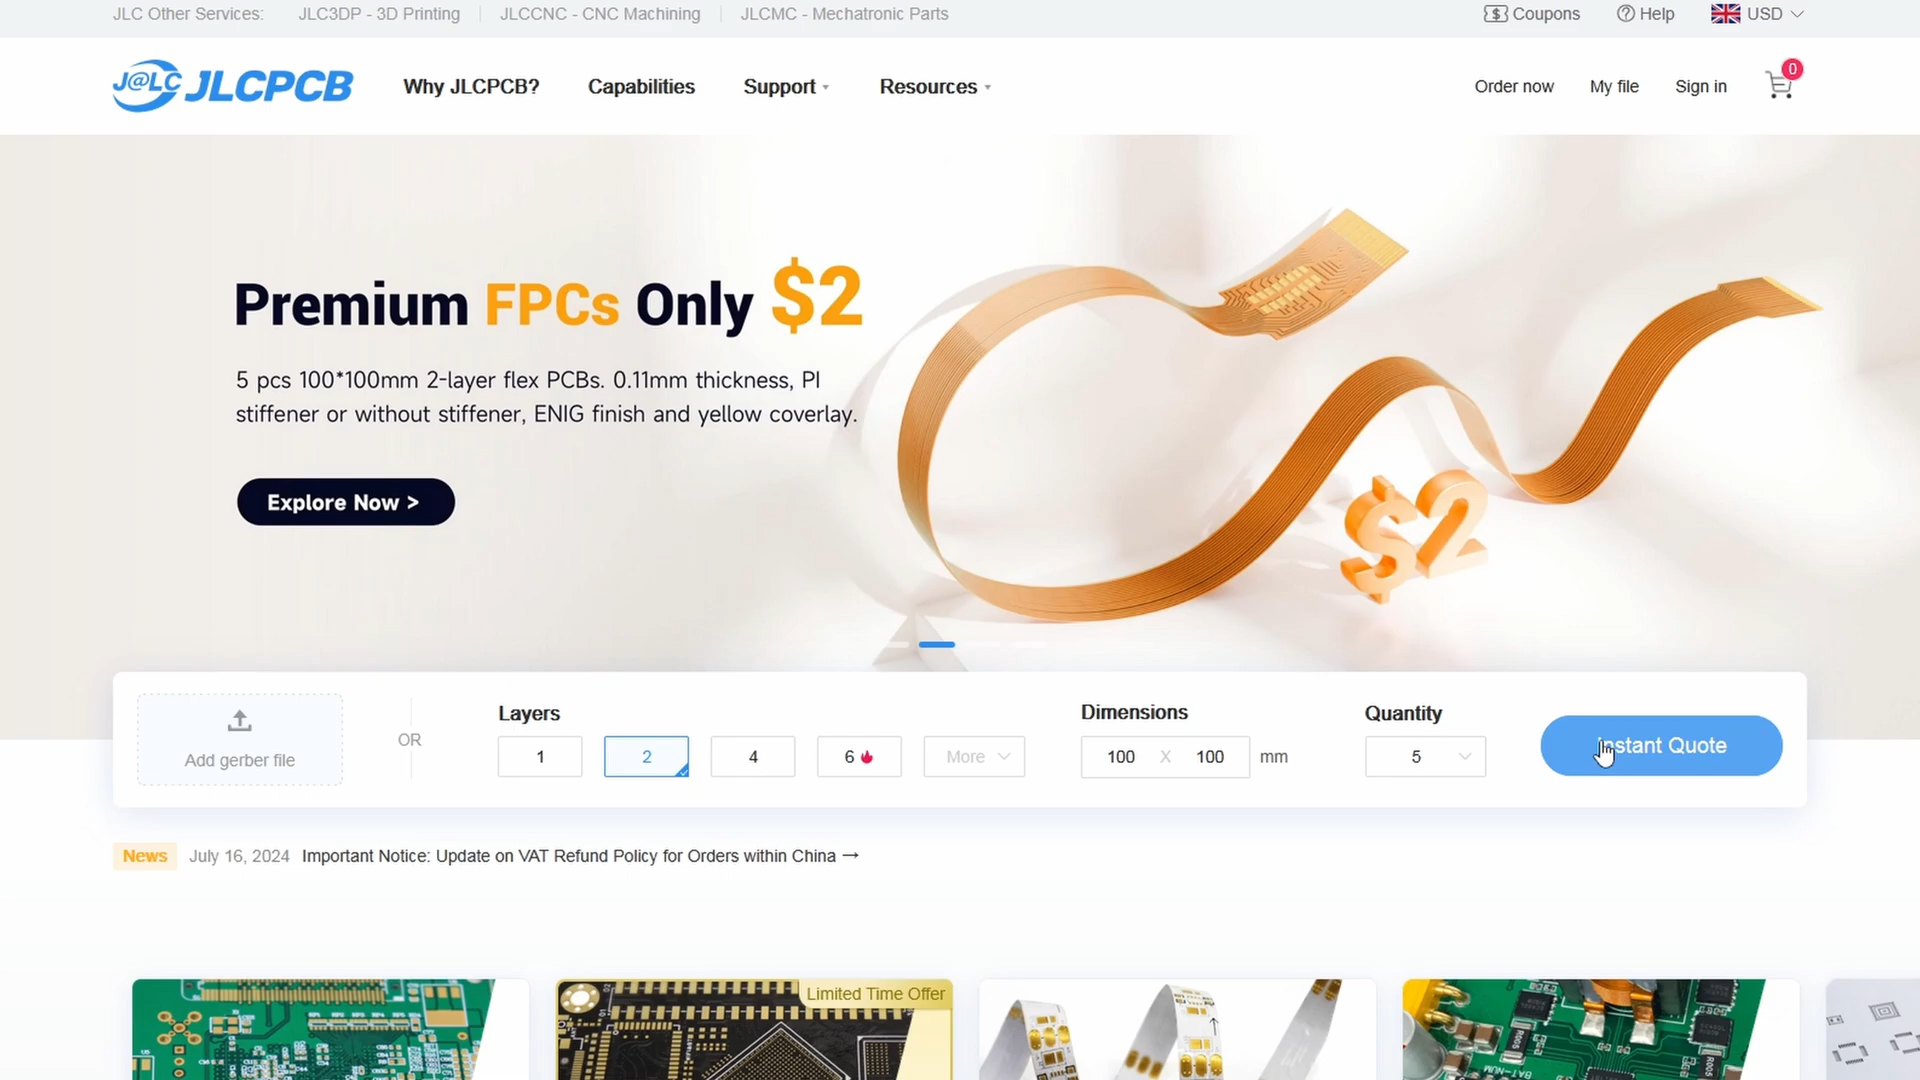 JLC Other Services:
JLC3DP - 3D Printing
JLCCNC - CNC Machining
JLCMC - Mechatronic Parts
Coupons
Help
USD
J@LC JLCPCB
Why JLCPCB?
Capabilities
Support
Resources
Order now
My file
Sign in
0
Premium FPCs Only $2
5 pcs 100*100mm 2-layer flex PCBs. 0.11mm thickness, PI
stiffener or without stiffener, ENIG finish and yellow coverlay.
Explore Now >
$2
Add gerber file
OR
Layers
1
2
4
6
More
Dimensions
100 X 100 mm
Quantity
5
Instant Quote
News
July 16, 2024
Important Notice: Update on VAT Refund Policy for Orders within China →
Limited Time Offer
R005
BAT-NUM